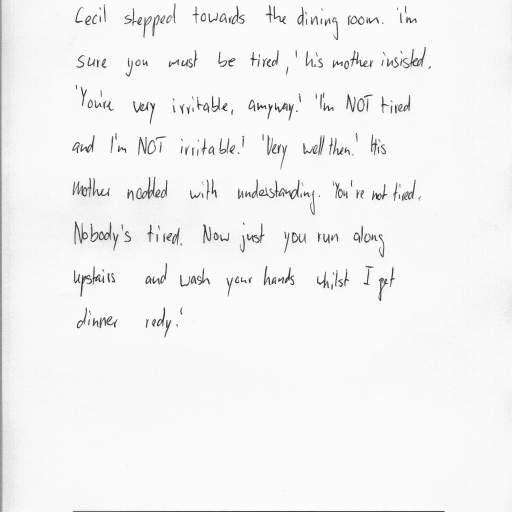 Cecil stepped towards the dining room. 'i'm
sure you must be tired,' his mother insisted.
'You're very irritable, anyway.' 'I'm NOT tired
and I'm NOT irritable.' 'Very well then.' His
mother nodded with understanding. 'You're not tired.
Nobody's tired. Now just you run along
upstairs and wash your hands whilst I get
dinner redy.'